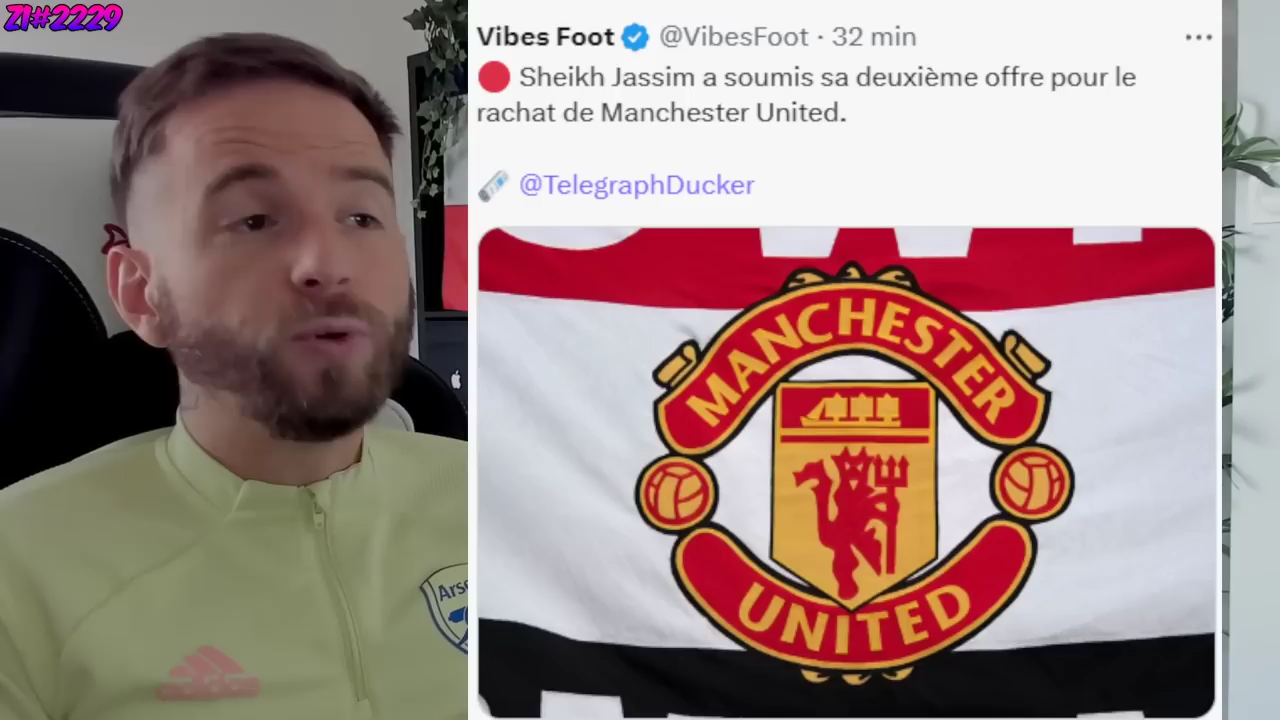 ZI#2229
Vibes Foot @VibesFoot · 32 min
Sheikh Jassim a soumis sa deuxième offre pour le
rachat de Manchester United.
@TelegraphDucker
MANCHESTER
UNITED
Arse